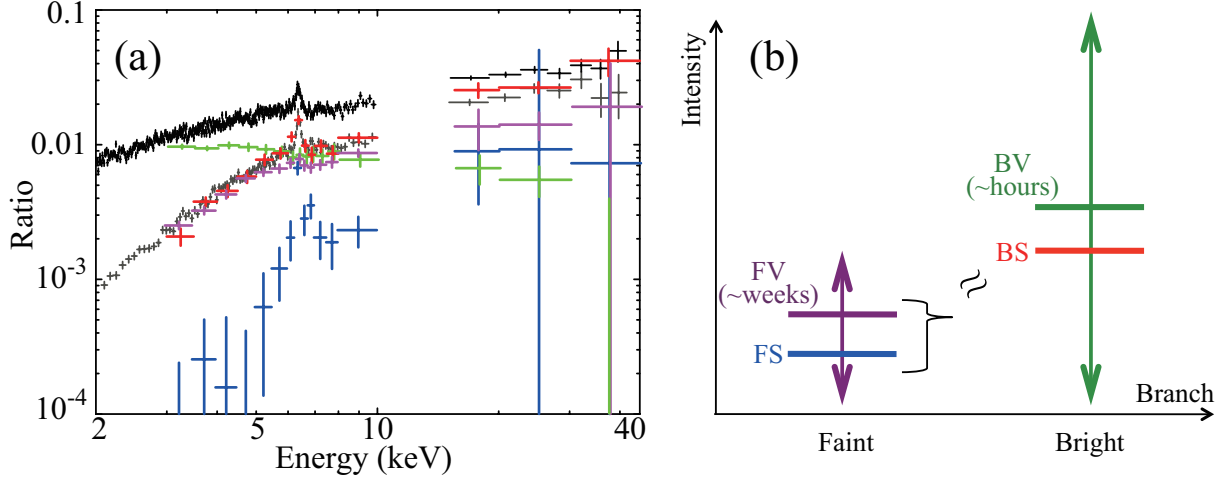 0.1
(a)
0.01
10-3
10-4
Ratio
2
5
10
40
Energy (keV)
(b)
Intensity
BV
(~hours)
BS
FV
(~weeks)
FS
~
~
Branch
Faint
Bright